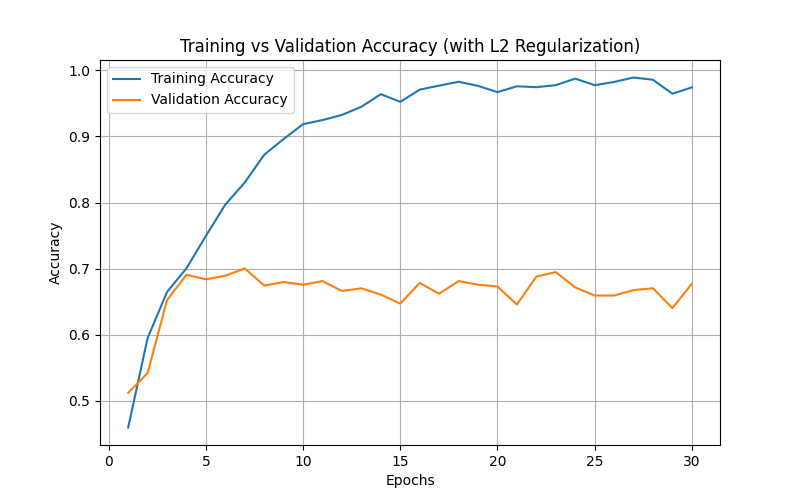 Training vs Validation Accuracy (with L2 Regularization)
Training Accuracy
Validation Accuracy
Accuracy
1.0
0.9
0.8
0.7
0.6
0.5
0 5 10 15 20 25 30
Epochs